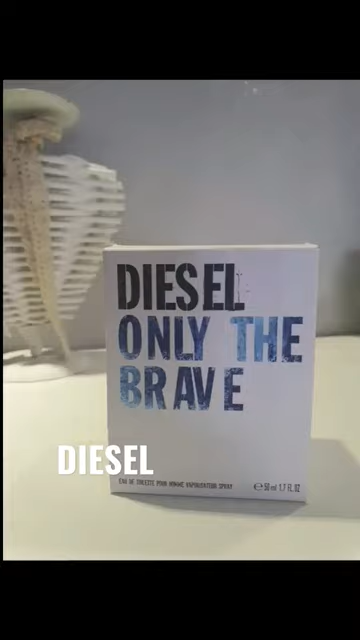 DIESEL
ONLY THE
BRAVE
DIESEL
EAU DE TOILETTE POUR HOMME VAPORISATEUR SPRAY ℮ 50 ml 1.7 FL.OZ